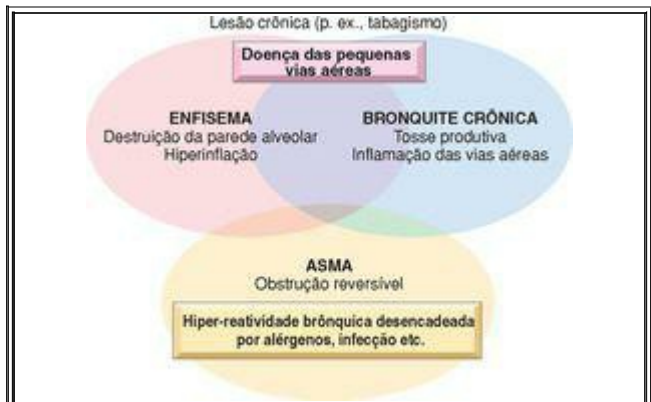 Lesão crônica (p. ex., tabagismo)
Doença das pequenas
vias aéreas
ENFISEMA
Destruição da parede alveolar
Hiperinflação
BRONQUITE CRÔNICA
Tosse produtiva
Inflamação das vias aéreas
ASMA
Obstrução reversível
Hiper-reatividade brônquica desencadeada
por alérgenos, infecção etc.